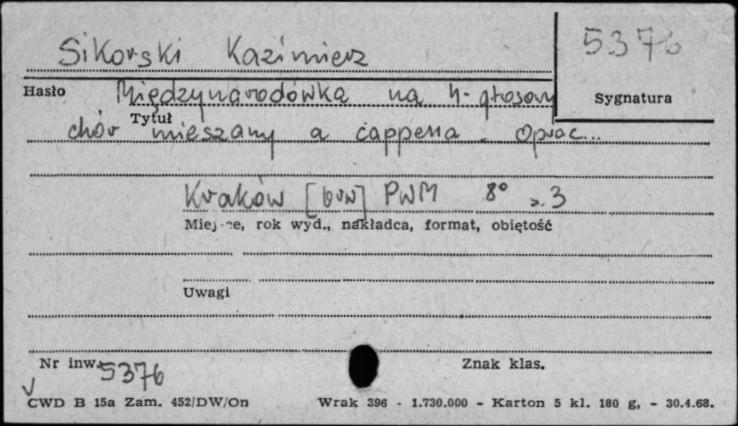 Sikorski Kazimierz
5376
Hasło
Sygnatura
Międzynarodówka na 4-głosowy
Tytuł
chór mieszany a cappella. Oprac...
Kraków [brw] PWM 8° s. 3
Miejsce, rok wyd., nakładca, format, objętość
Uwagi
Nr inw. 5376
Znak klas.
CWD B 15a Zam. 452/DW/On
Wrak 396 - 1.730.000 - Karton 5 kl. 180 g, - 30.4.68.